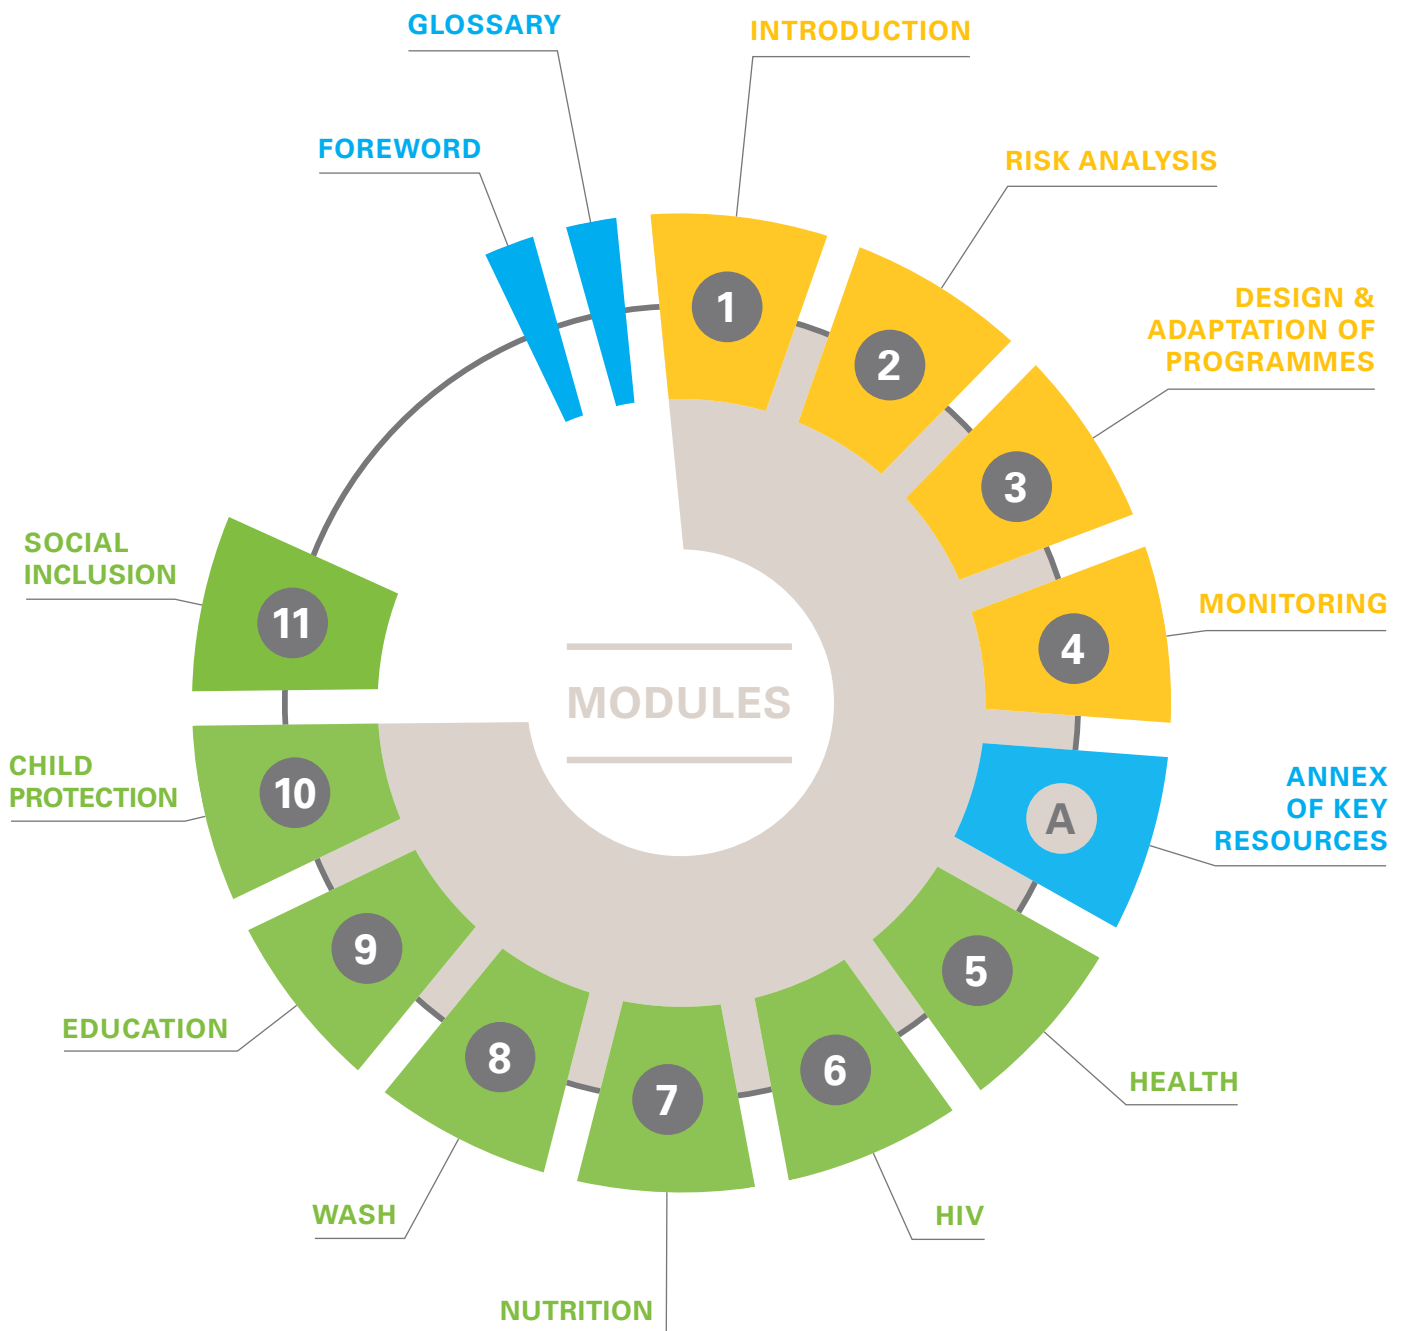 GLOSSARY
FOREWORD
INTRODUCTION
RISK ANALYSIS
DESIGN &
ADAPTATION OF
PROGRAMMES
MONITORING
ANNEX
OF KEY
RESOURCES
HEALTH
HIV
NUTRITION
WASH
EDUCATION
CHILD
PROTECTION
SOCIAL
INCLUSION
1
2
3
4
A
5
6
7
8
9
10
11
MODULES